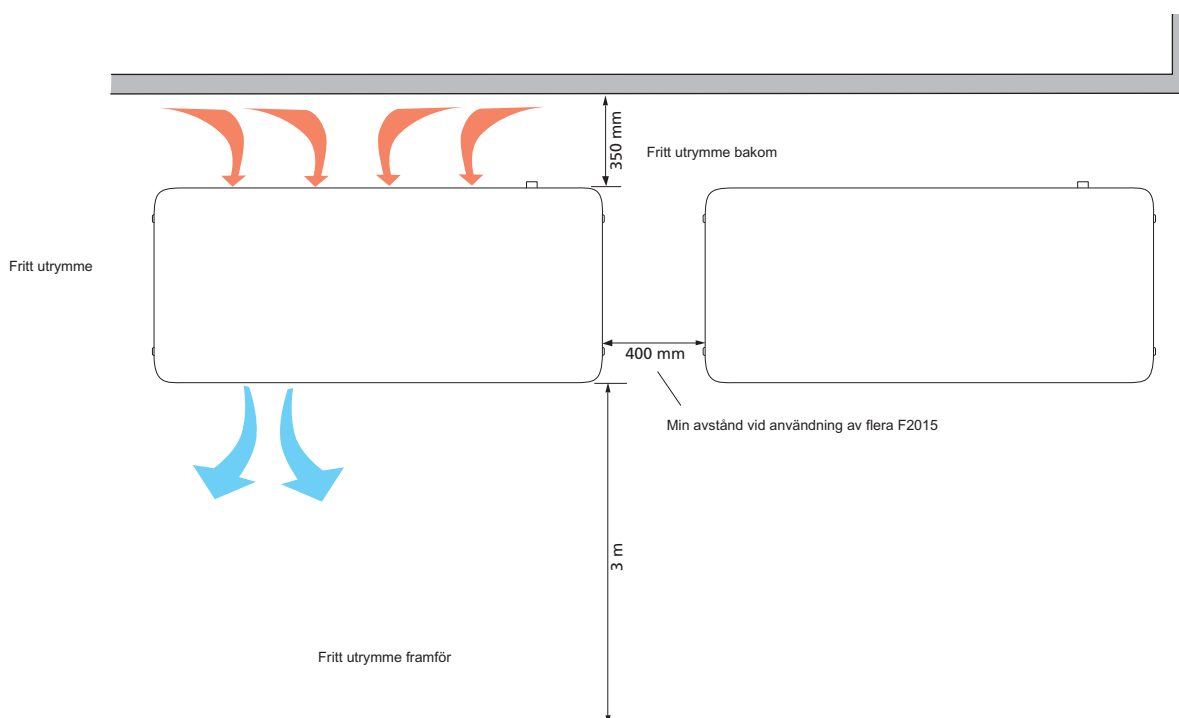 350 mm
Fritt utrymme bakom
Fritt utrymme
400 mm
Min avstånd vid användning av flera F2015
3 m
Fritt utrymme framför